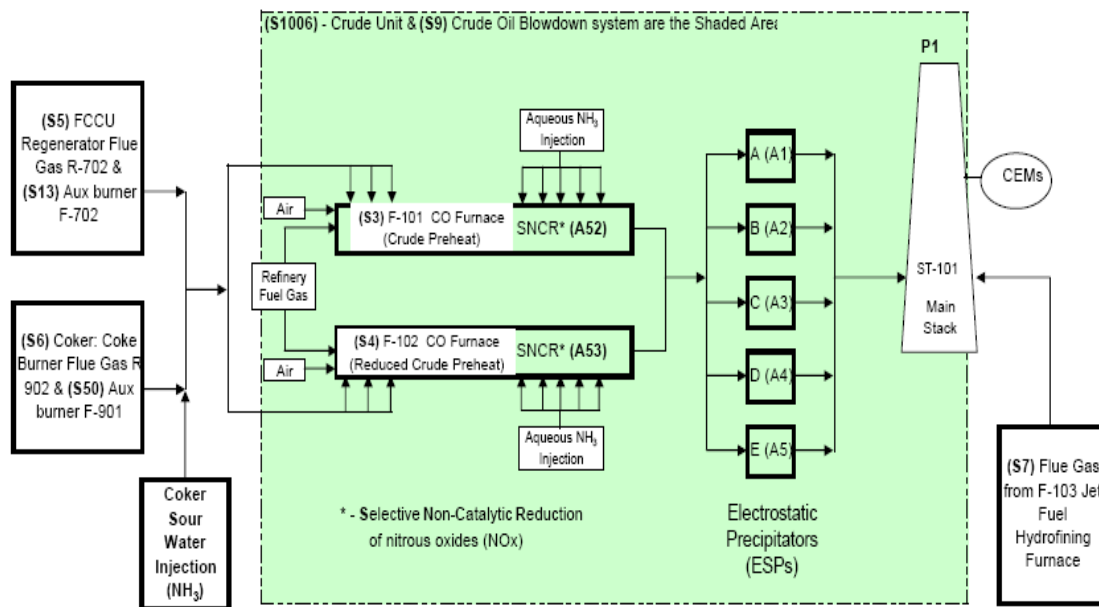 (S1006) - Crude Unit & (S9) Crude Oil Blowdown system are the Shaded Area
P1
(S5) FCCU
Regenerator Flue
Gas R-702 &
(S13) Aux burner
F-702
(S6) Coker: Coke
Burner Flue Gas R
902 & (S50) Aux
burner F-901
Coker
Sour
Water
Injection
(NH₃)
Aqueous NH₃
Injection
Air
(S3) F-101 CO Furnace
(Crude Preheat)
SNCR* (A52)
Refinery
Fuel Gas
(S4) F-102 CO Furnace
(Reduced Crude Preheat)
SNCR* (A53)
Air
Aqueous NH₃
Injection
* - Selective Non-Catalytic Reduction
of nitrous oxides (NOx)
A (A1)
B (A2)
C (A3)
D (A4)
E (A5)
Electrostatic
Precipitators
(ESPs)
ST-101
Main
Stack
CEMs
(S7) Flue Gas
from F-103 Jet
Fuel
Hydrofining
Furnace